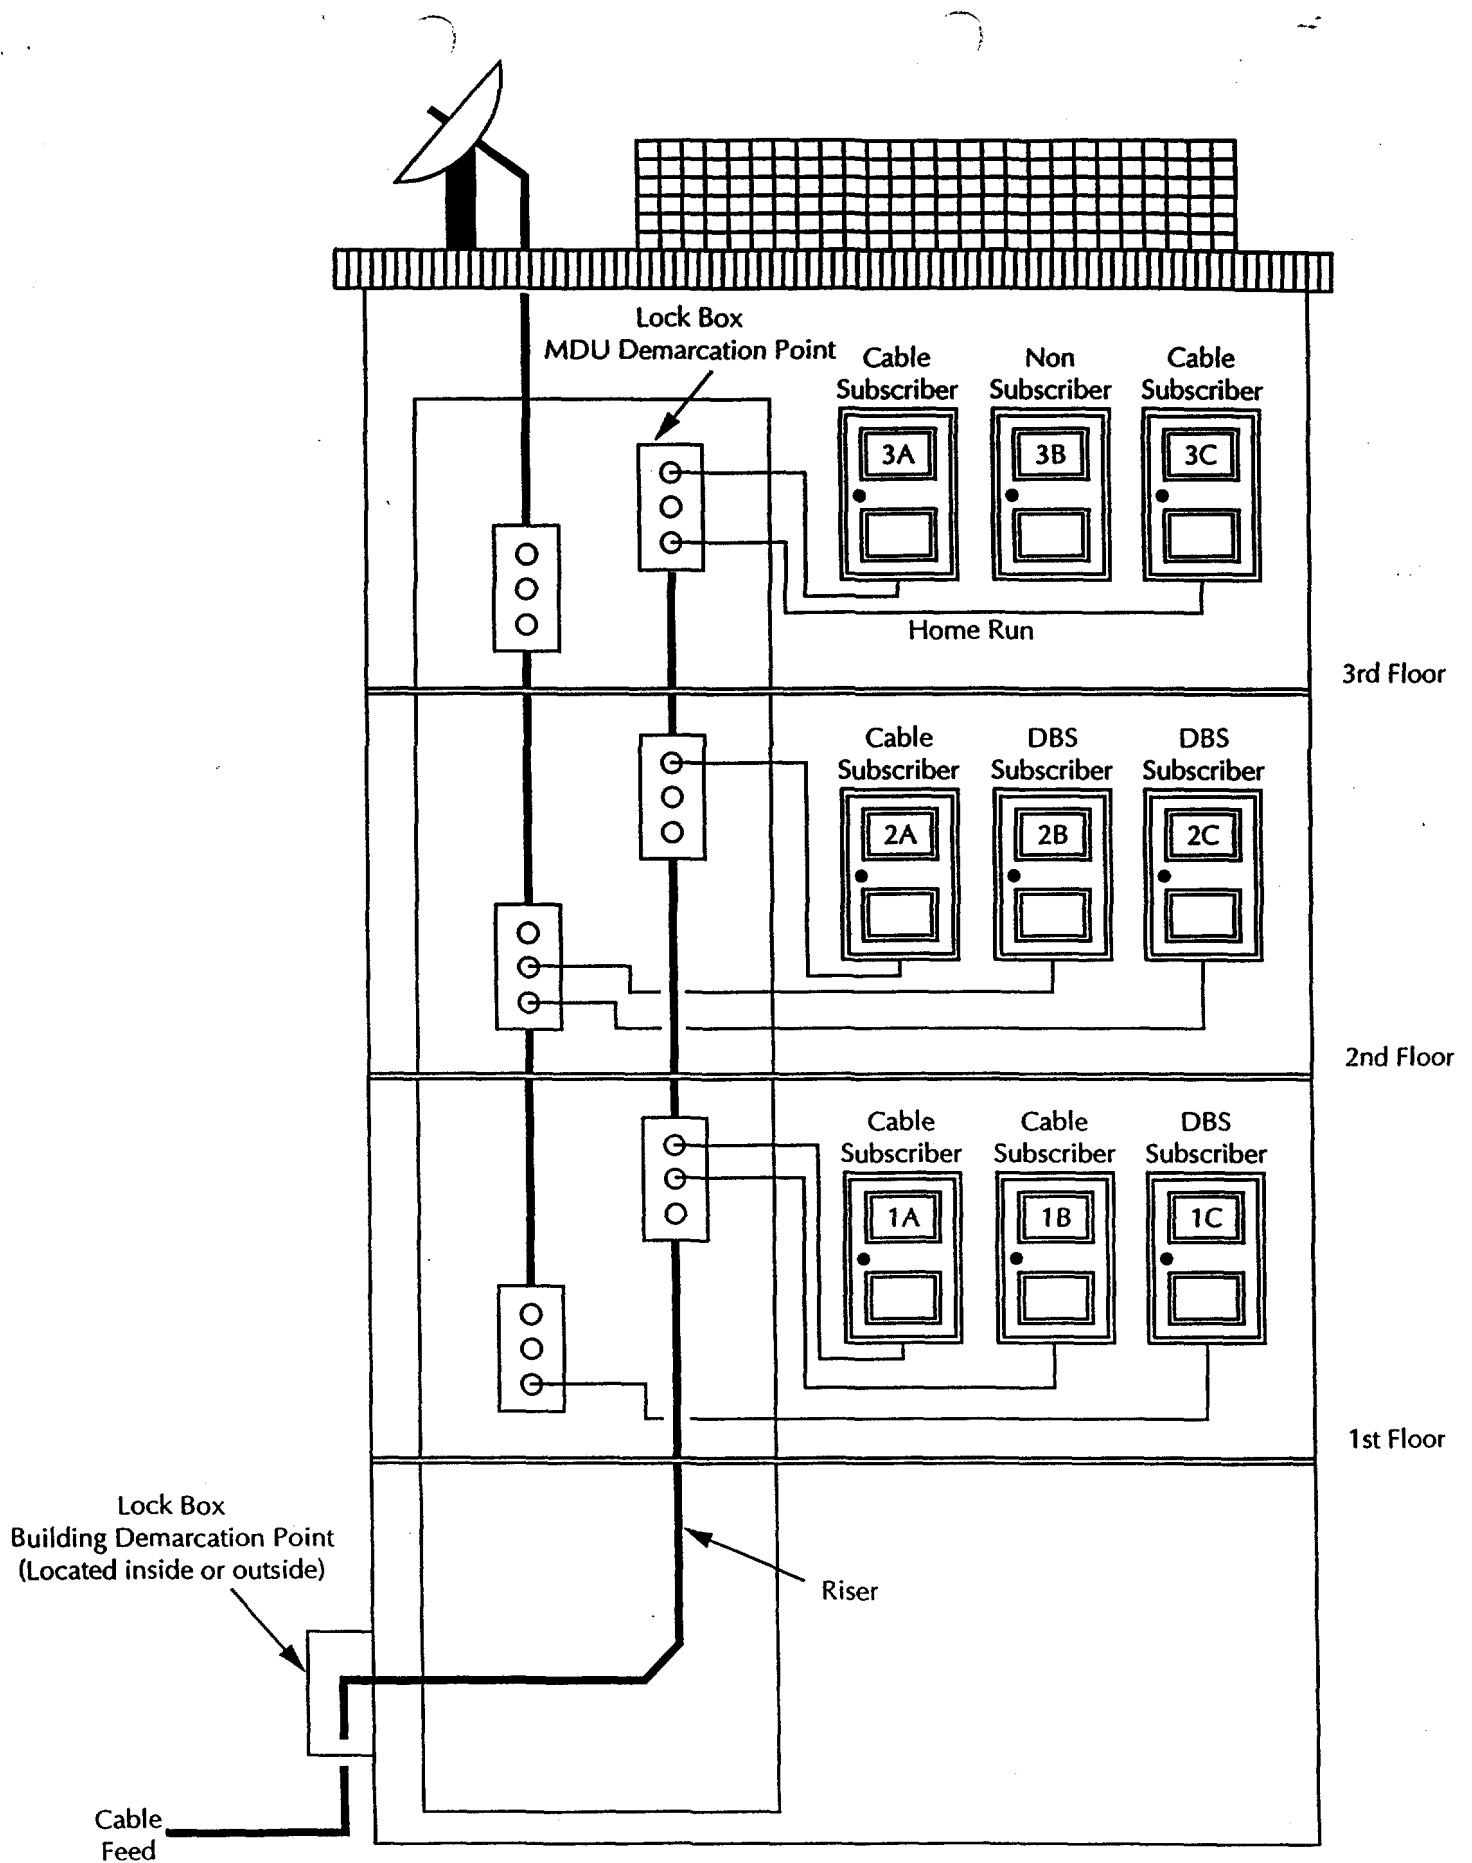 Lock Box
MDU Demarcation Point
Cable
Subscriber
Non
Subscriber
Cable
Subscriber
3A
3B
3C
Home Run
3rd Floor
Cable
Subscriber
DBS
Subscriber
DBS
Subscriber
2A
2B
2C
2nd Floor
Cable
Subscriber
Cable
Subscriber
DBS
Subscriber
1A
1B
1C
1st Floor
Lock Box
Building Demarcation Point
(Located inside or outside)
Riser
Cable
Feed